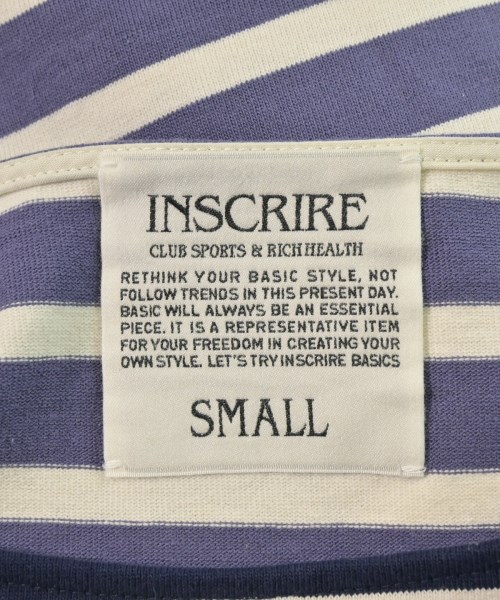 INSCRIRE
CLUB SPORTS & RICHHEALTH
RETHINK YOUR BASIC STYLE, NOT
FOLLOW TRENDS IN THIS PRESENT DAY.
BASIC WILL ALWAYS BE AN ESSENTIAL
PIECE. IT IS A REPRESENTATIVE ITEM
FOR YOUR FREEDOM IN CREATING YOUR
OWN STYLE. LET'S TRY INSCRIRE BASICS
SMALL